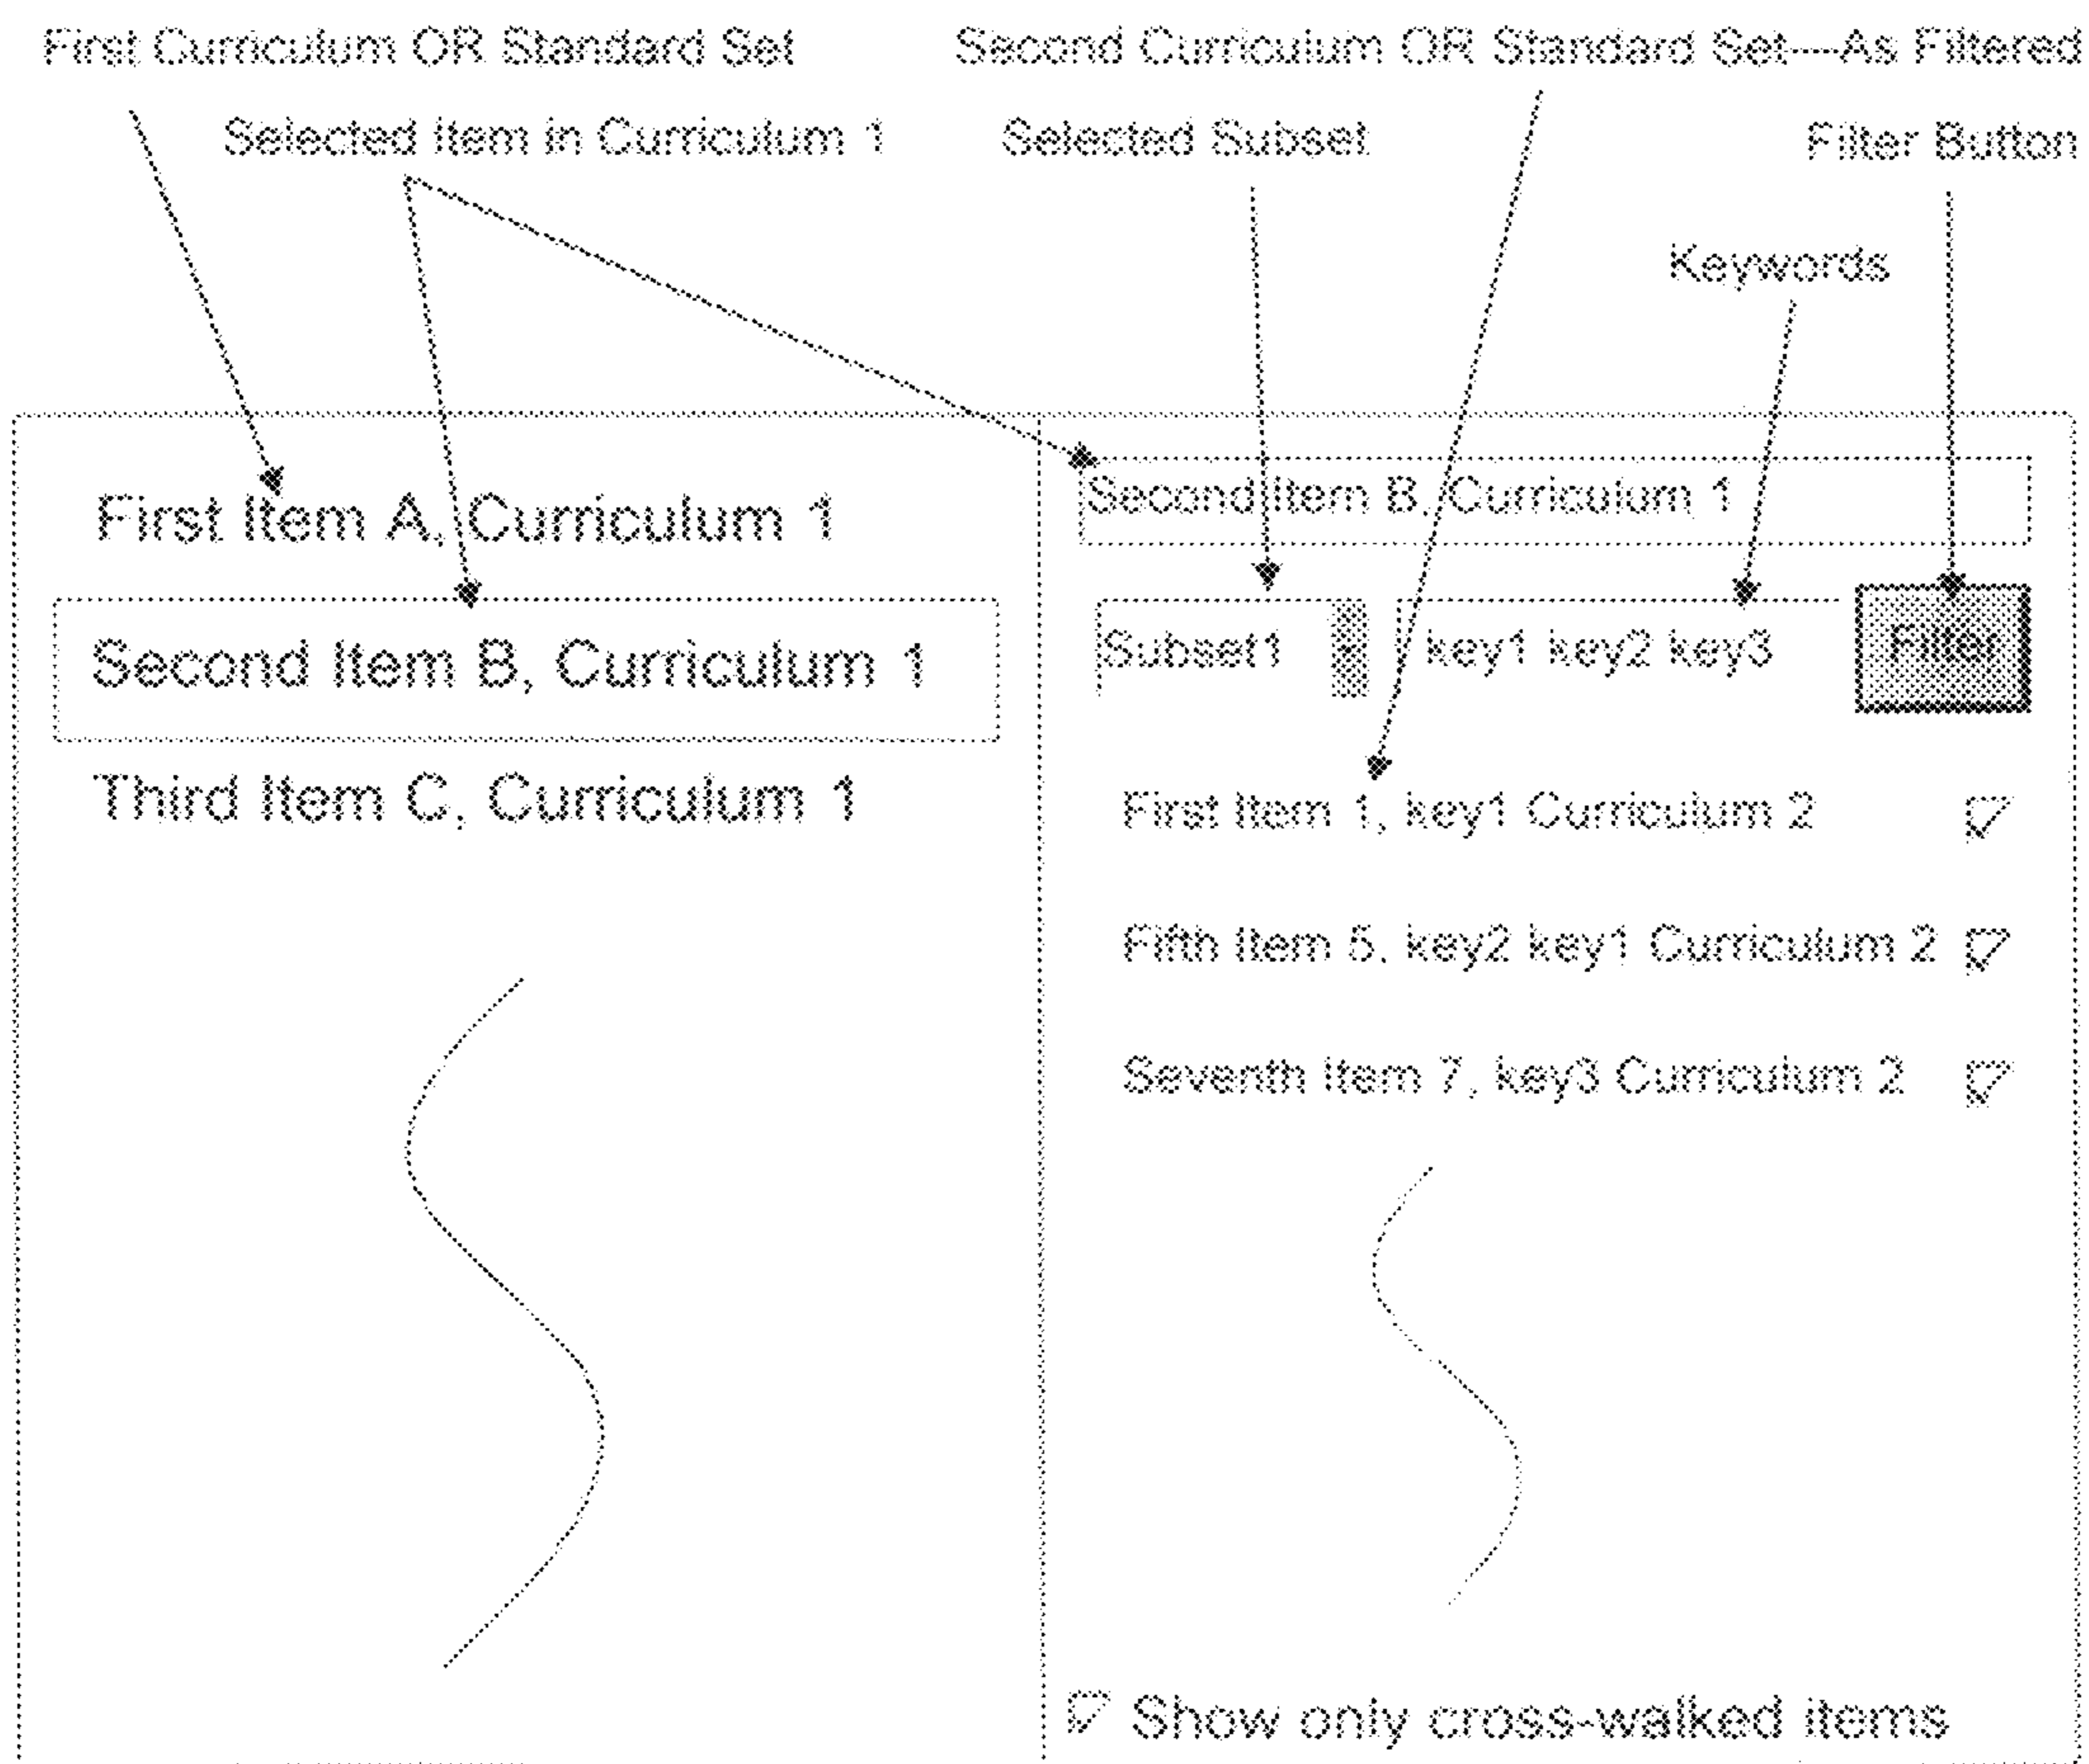 First Curriculum OR Standard Set
Second Curriculum OR Standard Set---As Filtered
Selected Item in Curriculum 1
Selected Subset
Filter Button
Keywords
First Item A, Curriculum 1
Second Item B, Curriculum 1
Third Item C, Curriculum 1
Second Item B, Curriculum 1
Subset1
key1 key2 key3
Filter
First Item 1, key1 Curriculum 2
Fifth Item 5, key2 key1 Curriculum 2
Seventh Item 7, key3 Curriculum 2
Show only cross-walked items